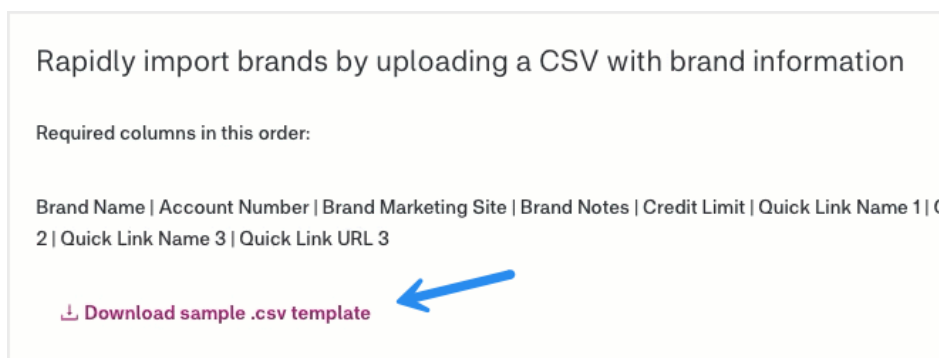 Rapidly import brands by uploading a CSV with brand information
Required columns in this order:
Brand Name | Account Number | Brand Marketing Site | Brand Notes | Credit Limit | Quick Link Name 1 |
2 | Quick Link Name 3 | Quick Link URL 3
Download sample .csv template